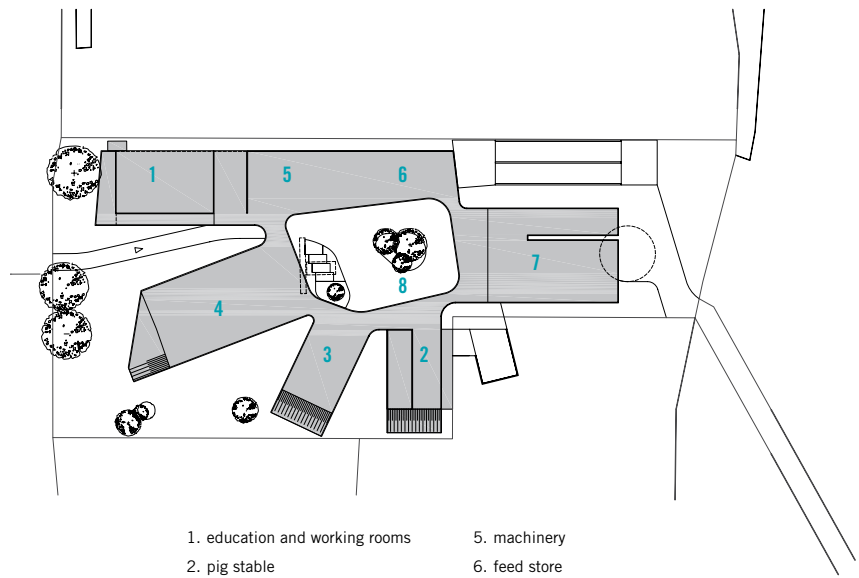 1
5
6
7
8
4
3
2
1. education and working rooms
2. pig stable
5. machinery
6. feed store